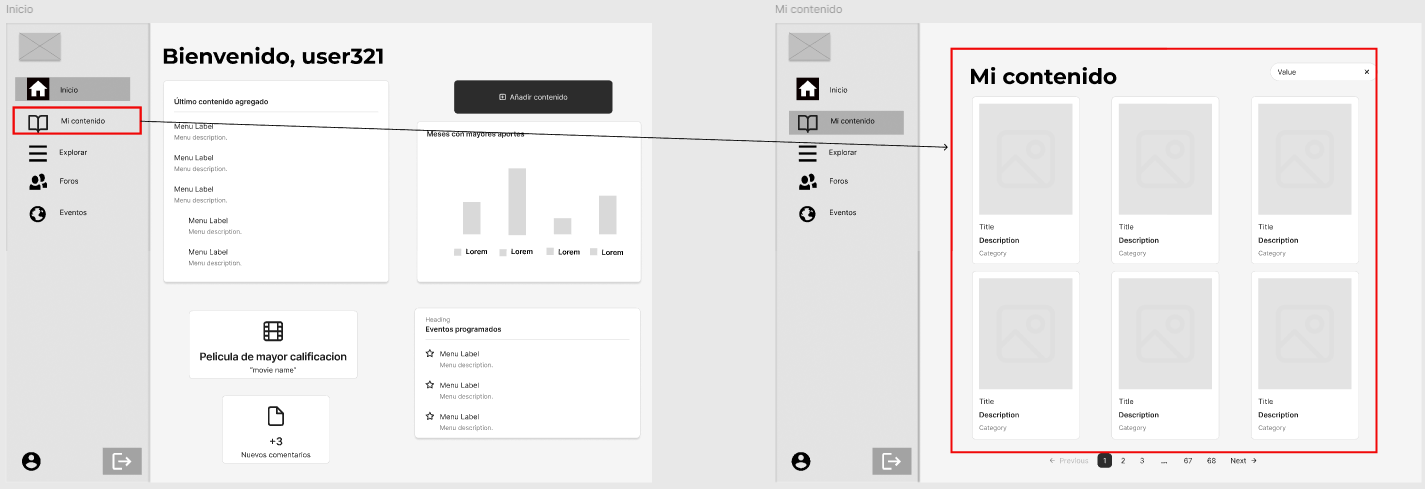 Inicio
Bienvenido, user321
Inicio
Mi contenido
Explorar
Foros
Eventos
Último contenido agregado
Menu Label
Menu description.
Menu Label
Menu description.
Menu Label
Menu description.
Menu Label
Menu description.
Menu Label
Menu description.
Añadir contenido
Meses con mayores aportes
Lorem Lorem Lorem Lorem
Pelicula de mayor calificacion
"movie name"
+3
Nuevos comentarios
Heading
Eventos programados
Menu Label
Menu description.
Menu Label
Menu description.
Menu Label
Menu description.
Mi contenido
Inicio
Mi contenido
Explorar
Foros
Eventos
Mi contenido
Value
Title Title Title
Description Description Description
Category Category Category
Title Title Title
Description Description Description
Category Category Category
← Previous 1 2 3 ... 67 68 Next →